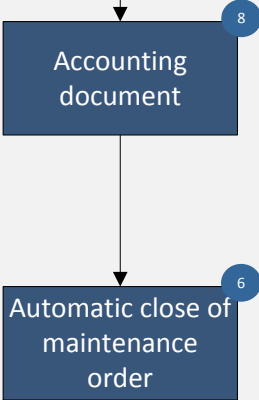 8
Accounting
document
6
Automatic close of
maintenance
order